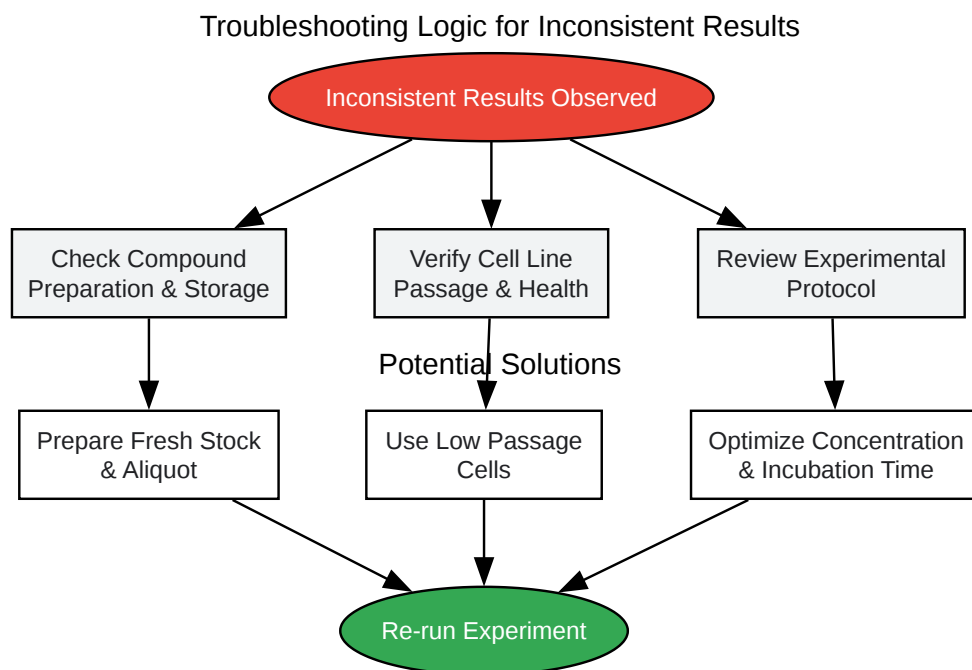 Troubleshooting Logic for Inconsistent Results
Inconsistent Results Observed
Check Compound
Preparation & Storage
Verify Cell Line
Passage & Health
Review Experimental
Protocol
Potential Solutions
Prepare Fresh Stock
& Aliquot
Use Low Passage
Cells
Optimize Concentration
& Incubation Time
Re-run Experiment